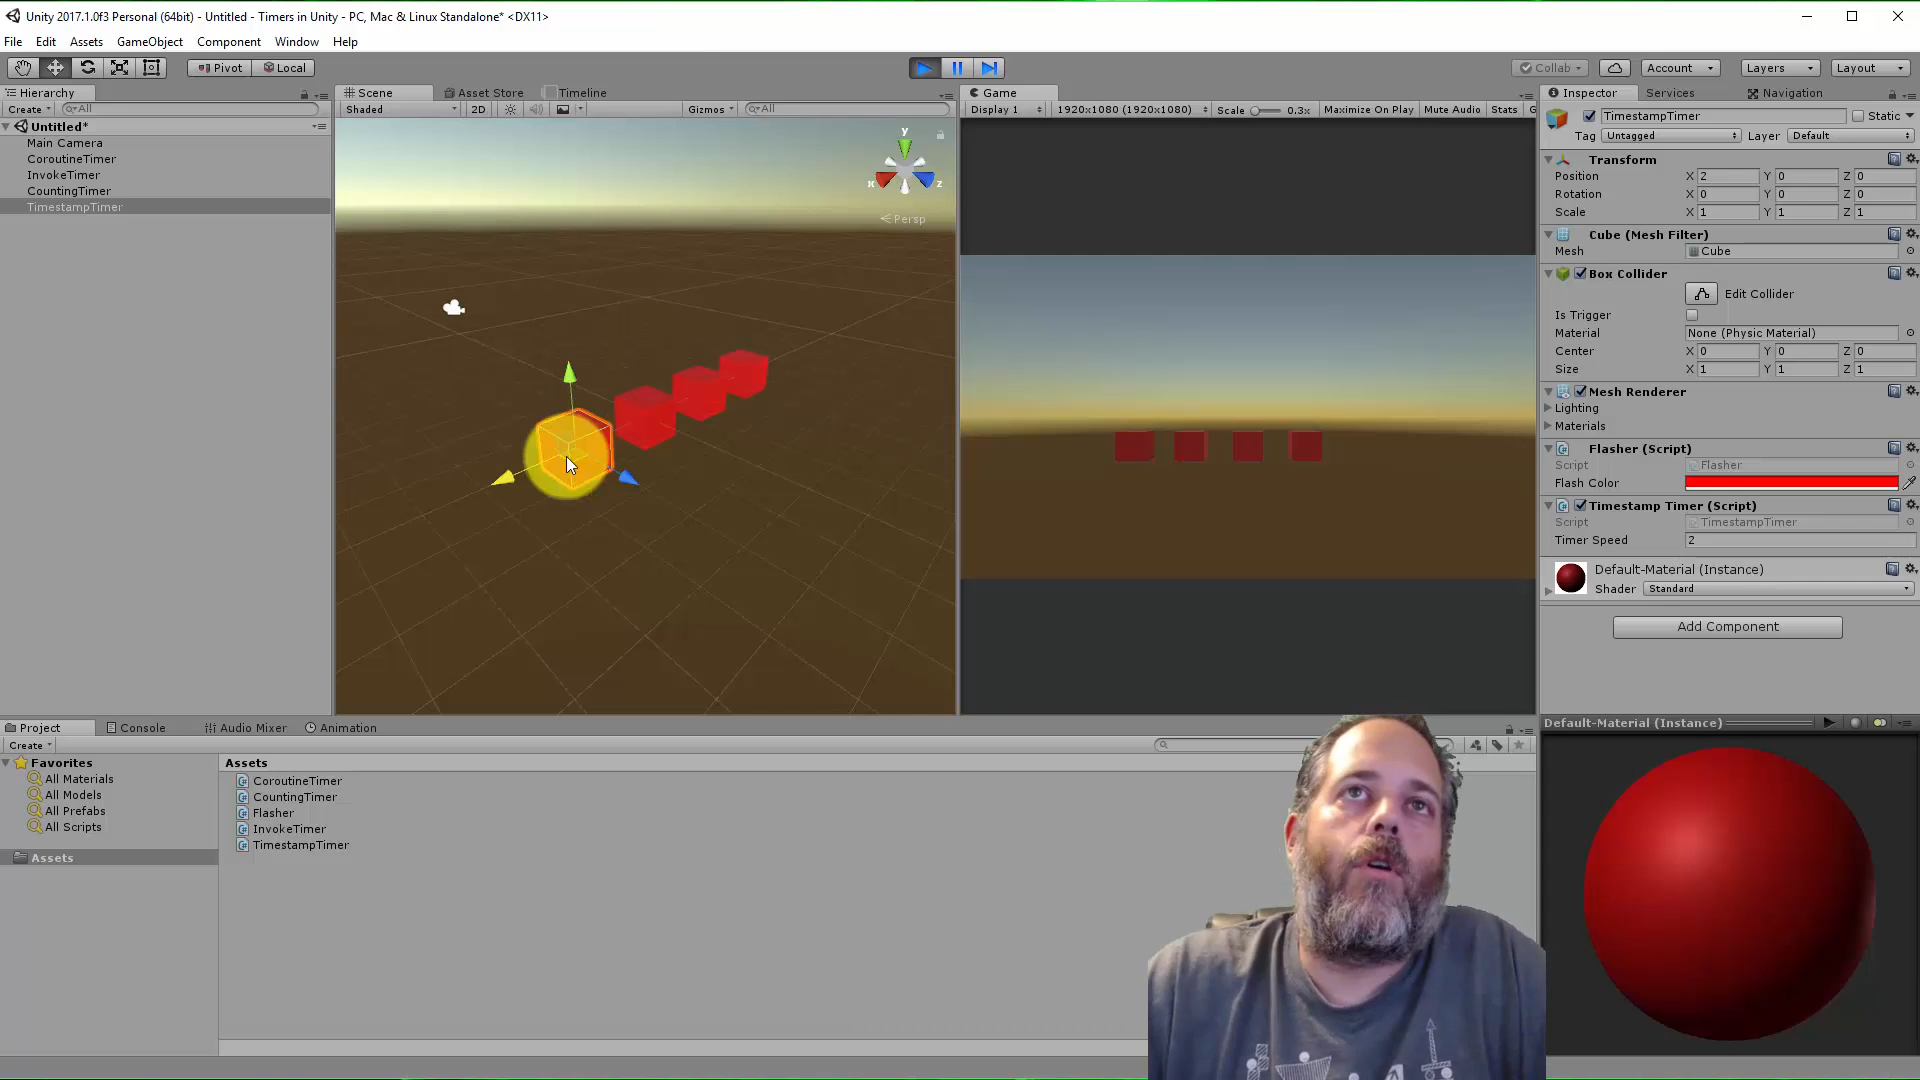 Unity 2017.1.0f3 Personal (64bit) - Untitled - Timers in Unity - PC, Mac & Linux Standalone* <DX11>
File Edit Assets GameObject Component Window Help
Pivot Local Collab Account Layers Layout
Hierarchy
Create All
Untitled*
Main Camera
CoroutineTimer
InvokeTimer
CountingTimer
TimestampTimer
Scene Asset Store Timeline
Shaded 2D Gizmos All
y
x z
Persp
Game
Display 1 1920x1080 (1920x1080) Scale 0.3x Maximize On Play Mute Audio Stats G
Inspector Services Navigation
TimestampTimer Static
Tag Untagged Layer Default
Transform
Position X 2 Y 0 Z 0
Rotation X 0 Y 0 Z 0
Scale X 1 Y 1 Z 1
Cube (Mesh Filter)
Mesh Cube
Box Collider
Edit Collider
Is Trigger
Material None (Physic Material)
Center X 0 Y 0 Z 0
Size X 1 Y 1 Z 1
Mesh Renderer
Lighting
Materials
Flasher (Script)
Script Flasher
Flash Color
Timestamp Timer (Script)
Script TimestampTimer
Timer Speed 2
Default-Material (Instance)
Shader Standard
Add Component
Default-Material (Instance)
Project Console Audio Mixer Animation
Create
Favorites
All Materials
All Models
All Prefabs
All Scripts
Assets
Assets
CoroutineTimer
CountingTimer
Flasher
InvokeTimer
TimestampTimer